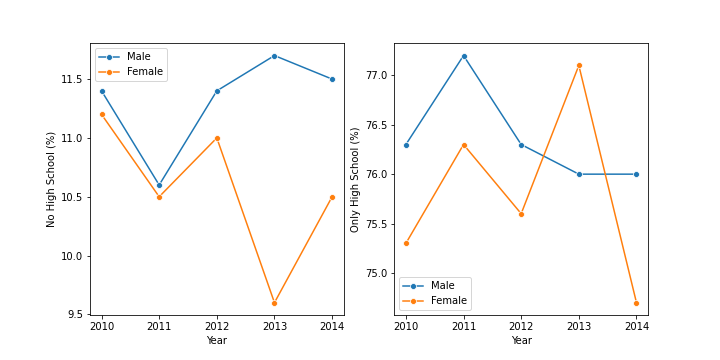 Male
Female
No High School (%)
11.5
11.0
10.5
10.0
9.5
2010 2011 2012 2013 2014
Year
Only High School (%)
77.0
76.5
76.0
75.5
75.0
Male
Female
2010 2011 2012 2013 2014
Year